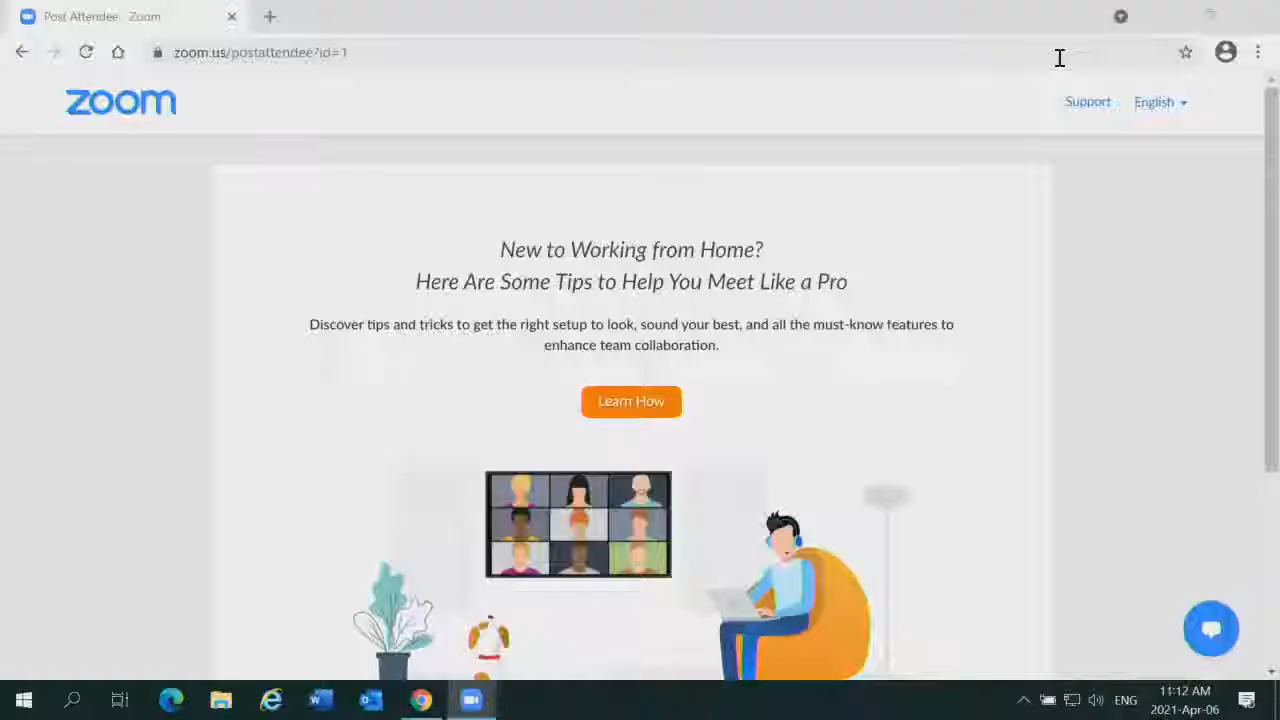 Post Attendee - Zoom
zoom.us/postattendee?id=1
zoom
Support
English
New to Working from Home?
Here Are Some Tips to Help You Meet Like a Pro
Discover tips and tricks to get the right setup to look, sound your best, and all the must-know features to
enhance team collaboration.
Learn How
ENG
11:12 AM
2021-Apr-06